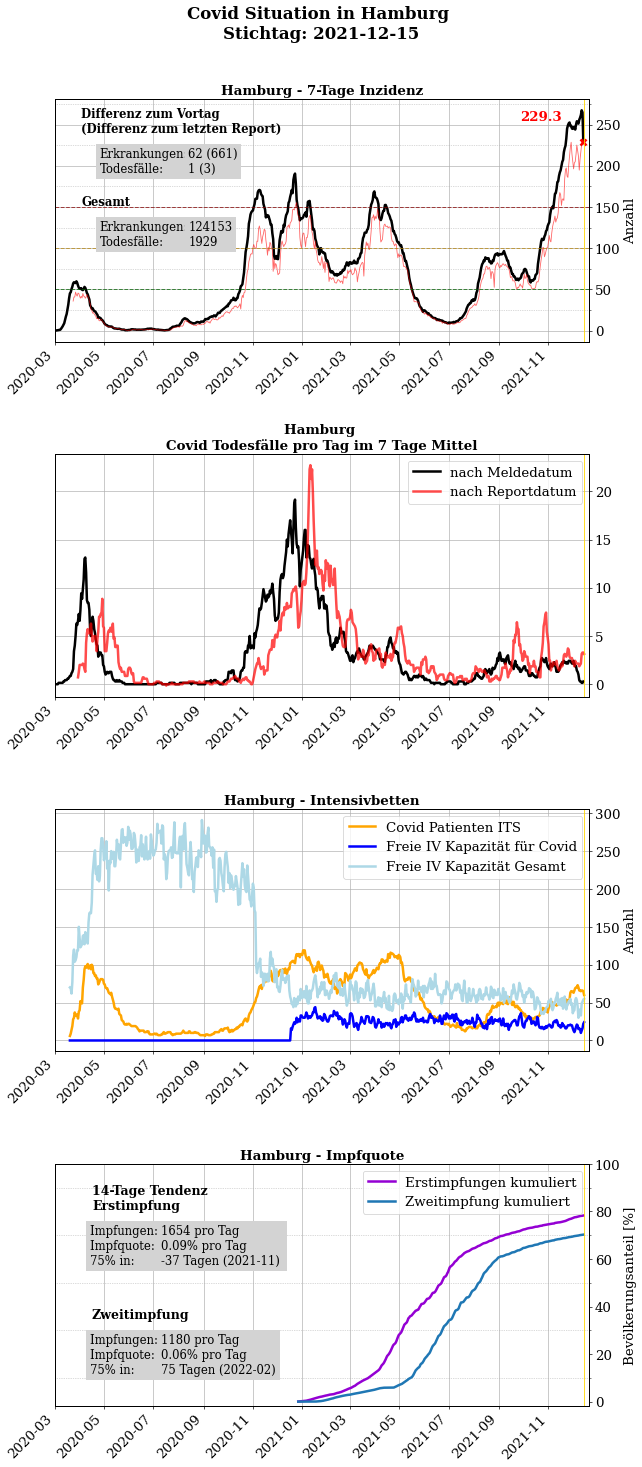 Covid Situation in Hamburg
Stichtag: 2021-12-15
Hamburg - 7-Tage Inzidenz
Differenz zum Vortag
(Differenz zum letzten Report)
Erkrankungen 62 (661)
Todesfälle: 1 (3)
Gesamt
Erkrankungen 124153
Todesfälle: 1929
229.3
250
200
150
100
50
0
Anzahl
2020-03
2020-05
2020-07
2020-09
2020-11
2021-01
2021-03
2021-05
2021-07
2021-09
2021-11
Hamburg
Covid Todesfälle pro Tag im 7 Tage Mittel
nach Meldedatum
nach Reportdatum
20
15
10
5
0
2020-03
2020-05
2020-07
2020-09
2020-11
2021-01
2021-03
2021-05
2021-07
2021-09
2021-11
Hamburg - Intensivbetten
Covid Patienten ITS
Freie IV Kapazität für Covid
Freie IV Kapazität Gesamt
300
250
200
150
100
50
0
Anzahl
2020-03
2020-05
2020-07
2020-09
2020-11
2021-01
2021-03
2021-05
2021-07
2021-09
2021-11
Hamburg - Impfquote
14-Tage Tendenz
Erstimpfung
Impfungen: 1654 pro Tag
Impfquote: 0.09% pro Tag
75% in: -37 Tagen (2021-11)
Zweitimpfung
Impfungen: 1180 pro Tag
Impfquote: 0.06% pro Tag
75% in: 75 Tagen (2022-02)
Erstimpfungen kumuliert
Zweitimpfung kumuliert
100
80
60
40
20
0
Bevölkerungsanteil [%]
2020-03
2020-05
2020-07
2020-09
2020-11
2021-01
2021-03
2021-05
2021-07
2021-09
2021-11